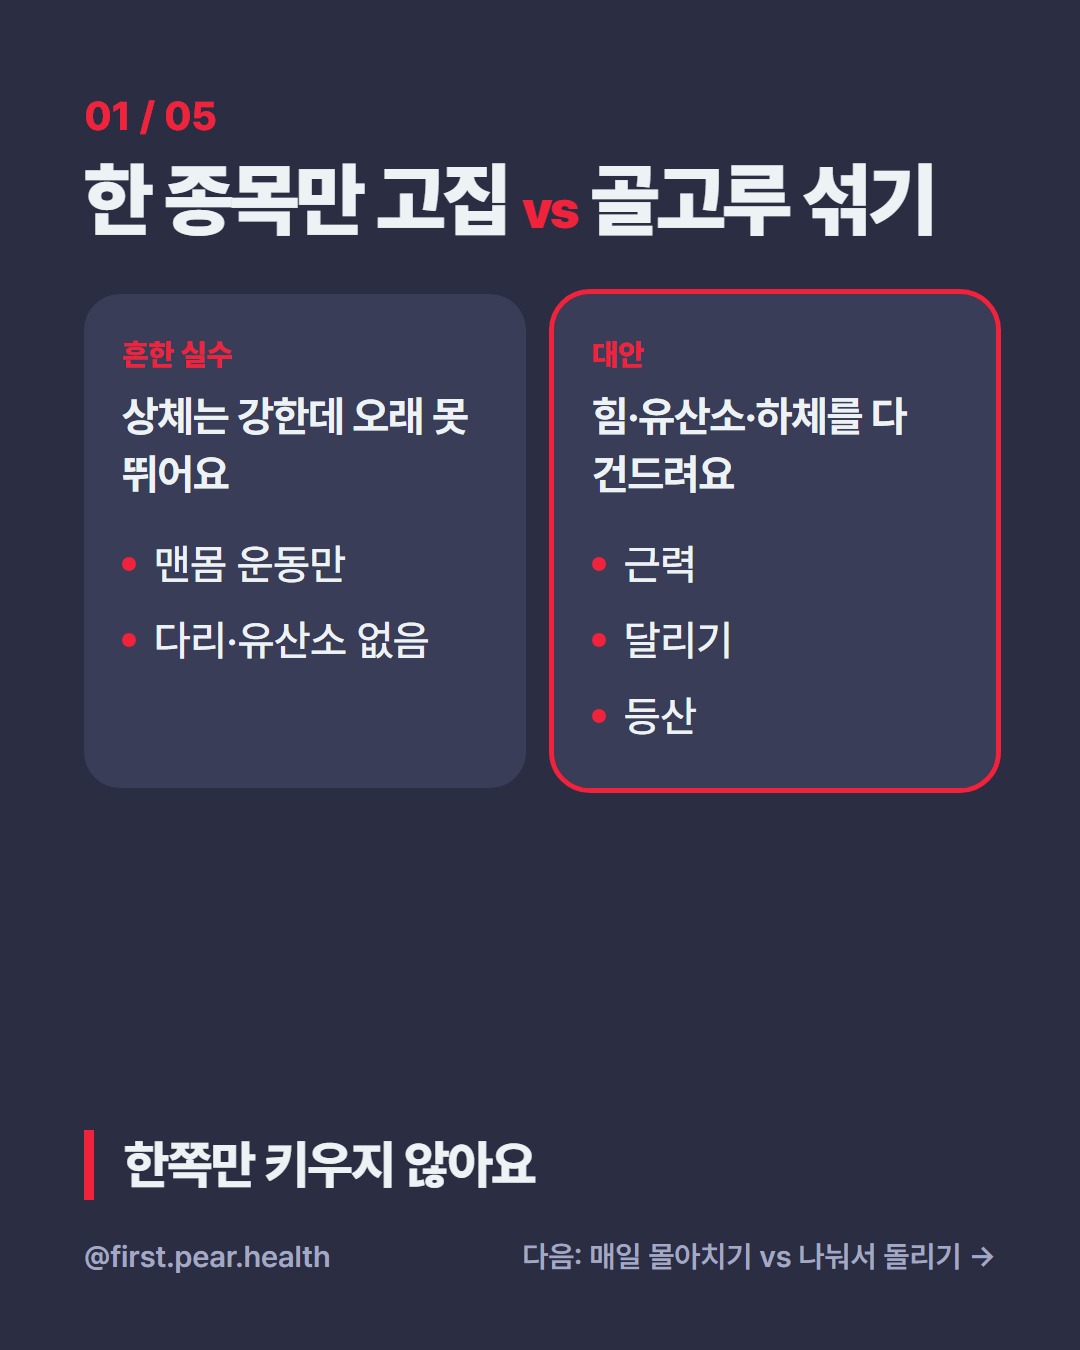 01 / 05
한 종목만 고집 vs 골고루 섞기
흔한 실수
상체는 강한데 오래 못
뛰어요
• 맨몸 운동만
• 다리·유산소 없음
대안
힘·유산소·하체를 다
건드려요
• 근력
• 달리기
• 등산
한쪽만 키우지 않아요
@first.pear.health
다음: 매일 몰아치기 vs 나눠서 돌리기 →